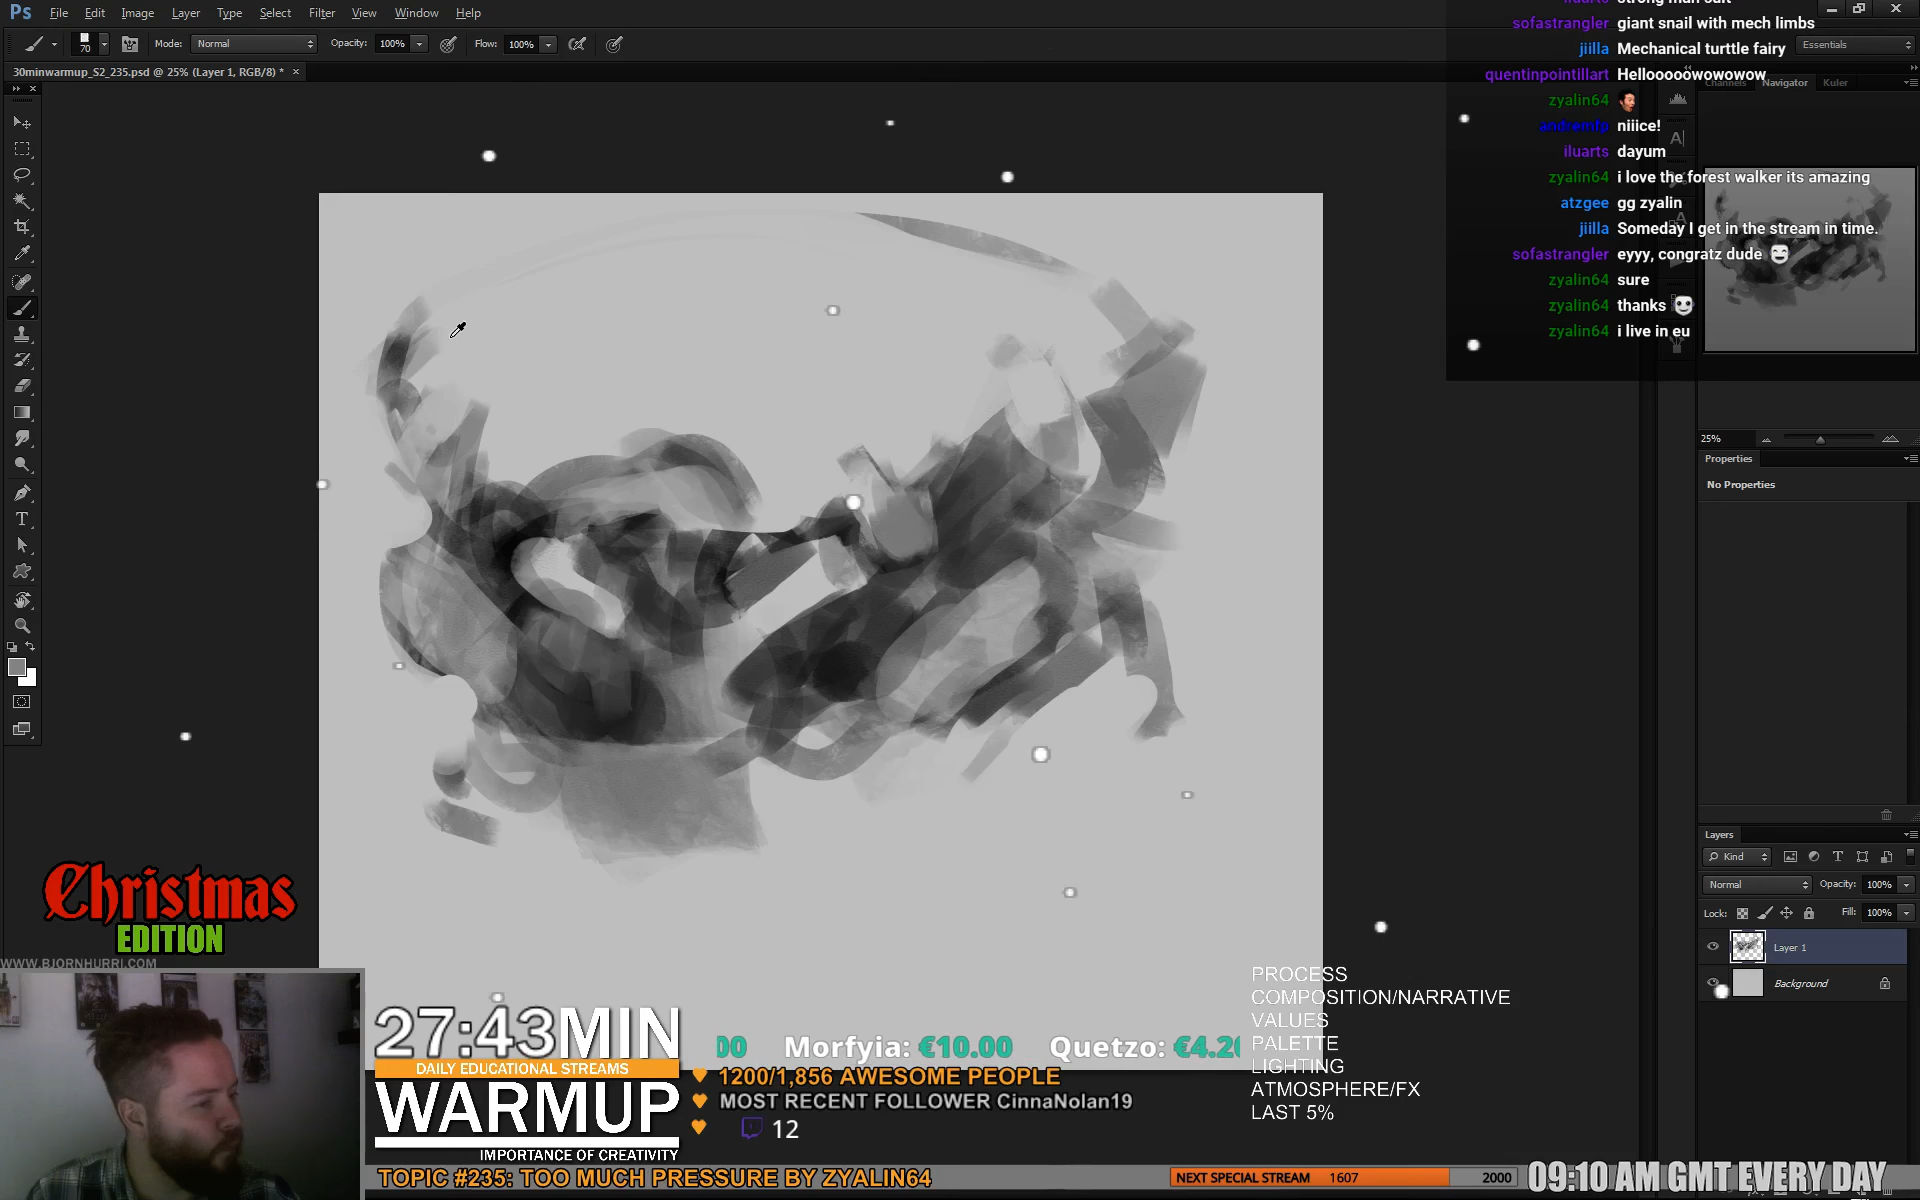 Ps File Edit Image Layer Type Select Filter View Window Help
70 Mode: Normal Opacity: 100% Flow: 100%
Essentials
30minwarmup_S2_235.psd @ 25% (Layer 1, RGB/8) * ×
sofastrangler giant snail with mech limbs
jiilla Mechanical turttle fairy
quentinpointillart Hellooooowowowow
Channels Navigator Kuler
zyalin64
andremfp niiice!
iluarts dayum
zyalin64 i love the forest walker its amazing
atzgee gg zyalin
jiilla Someday I get in the stream in time.
sofastrangler eyyy, congratz dude
zyalin64 sure
zyalin64 thanks
zyalin64 i live in eu
25%
Properties
No Properties
Layers
Kind
Normal Opacity: 100%
Lock: Fill: 100%
Layer 1
Background
Christmas
EDITION
WWW.BJORNHURRI.COM
27:43MIN
DAILY EDUCATIONAL STREAMS
WARMUP
IMPORTANCE OF CREATIVITY
Morfyia: €10.00 Quetzo:
1200/1,856 AWESOME PEOPLE
MOST RECENT FOLLOWER CinnaNolan19
12
PROCESS
COMPOSITION/NARRATIVE
VALUES
PALETTE
LIGHTING
ATMOSPHERE/FX
LAST 5%
TOPIC #235: TOO MUCH PRESSURE BY ZYALIN64
NEXT SPECIAL STREAM 1607 2000
09:10 AM GMT EVERY DAY